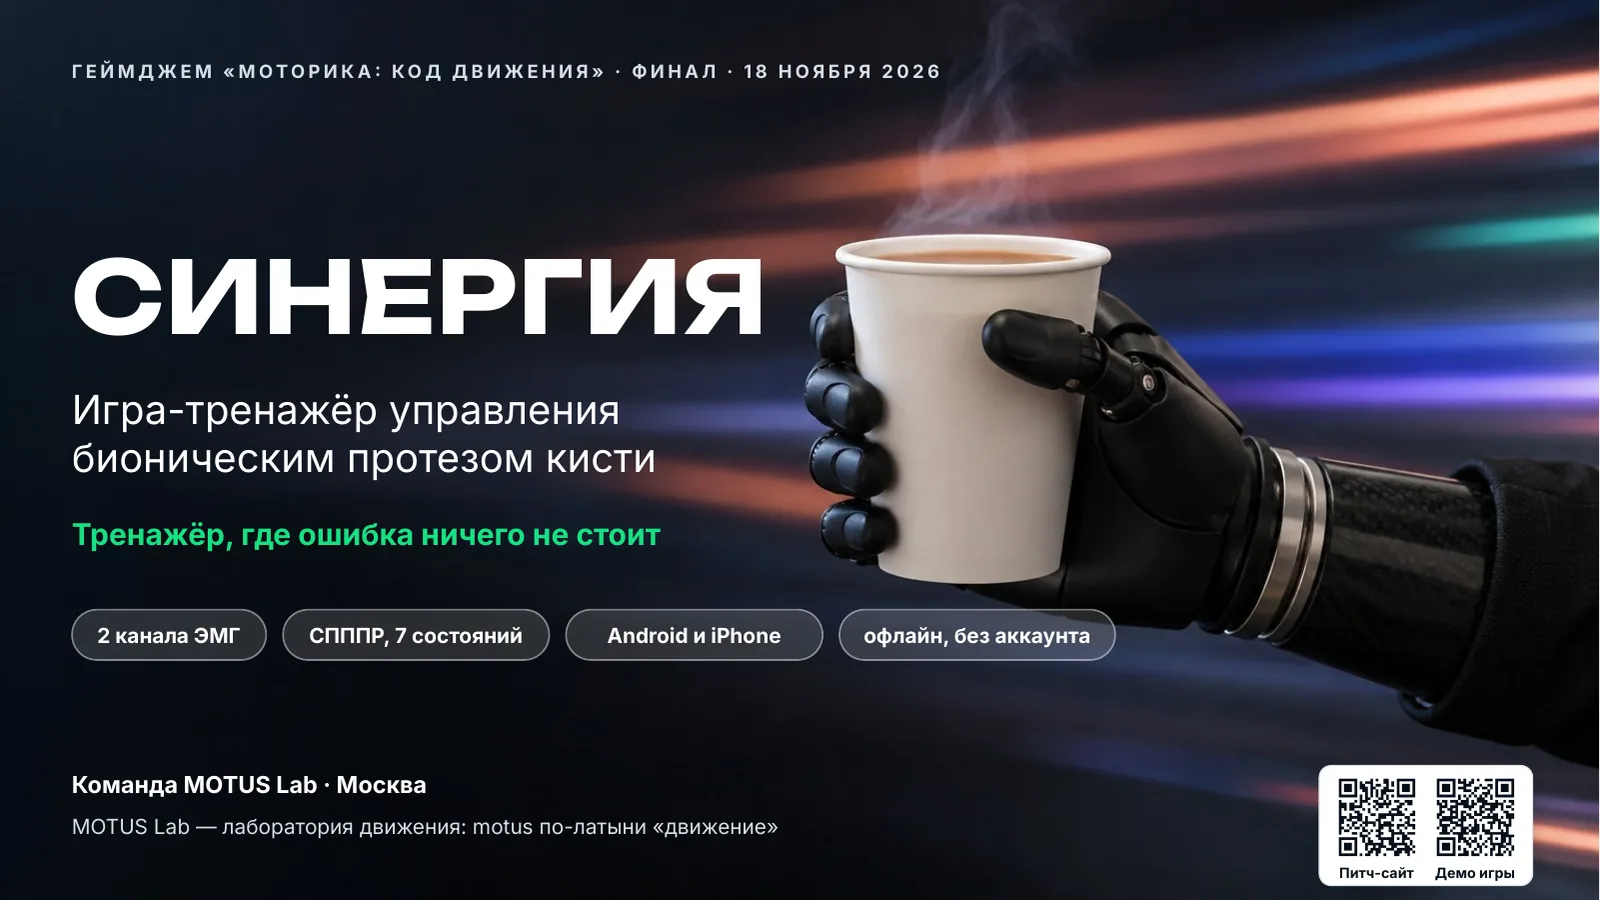 ГЕЙМДЖЕМ «МОТОРИКА: КОД ДВИЖЕНИЯ» · ФИНАЛ · 18 НОЯБРЯ 2026
СИНЕРГИЯ
Игра-тренажёр управления
бионическим протезом кисти
Тренажёр, где ошибка ничего не стоит
2 канала ЭМГ
СПППР, 7 состояний
Android и iPhone
офлайн, без аккаунта
Команда MOTUS Lab · Москва
MOTUS Lab — лаборатория движения: motus по-латыни «движение»
Питч-сайт
Демо игры